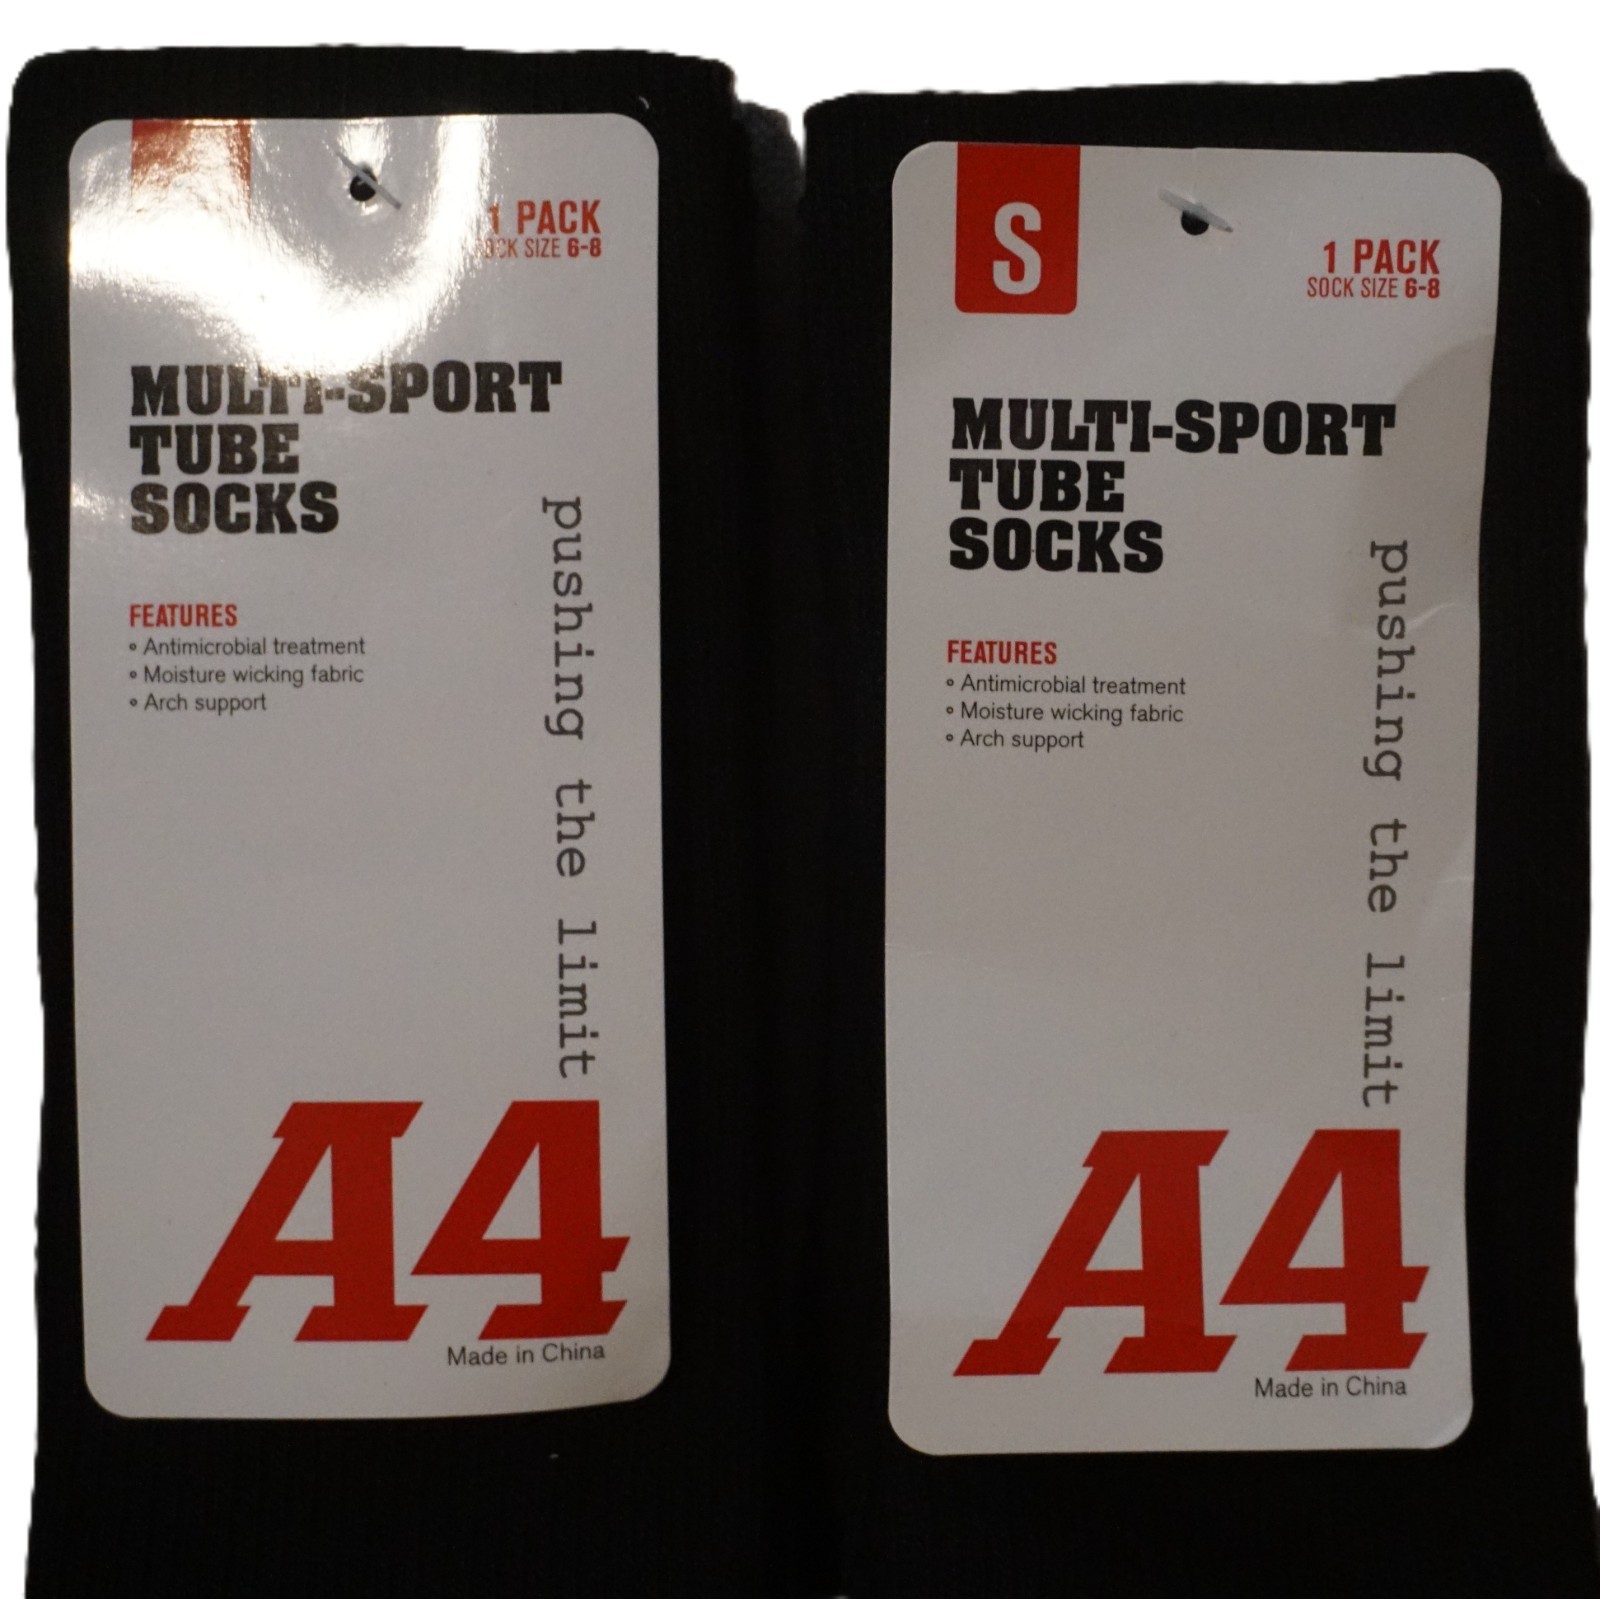 1 PACK
SOCK SIZE 6-8
MULTI-SPORT
TUBE
SOCKS
FEATURES
• Antimicrobial treatment
• Moisture wicking fabric
• Arch support
pushing the limit
A4
Made in China
S
1 PACK
SOCK SIZE 6-8
MULTI-SPORT
TUBE
SOCKS
FEATURES
• Antimicrobial treatment
• Moisture wicking fabric
• Arch support
pushing the limit
A4
Made in China